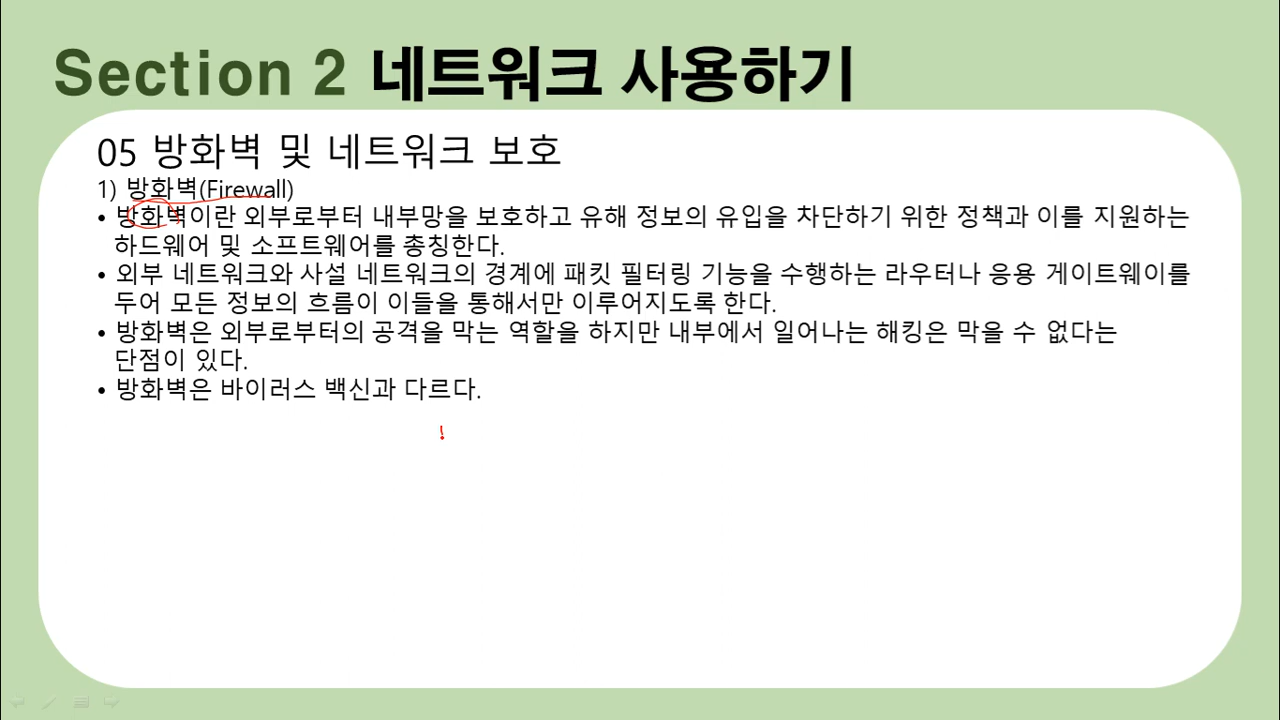 Section 2 네트워크 사용하기
05 방화벽 및 네트워크 보호
1) 방화벽(Firewall)
• 방화벽이란 외부로부터 내부망을 보호하고 유해 정보의 유입을 차단하기 위한 정책과 이를 지원하는
하드웨어 및 소프트웨어를 총칭한다.
• 외부 네트워크와 사설 네트워크의 경계에 패킷 필터링 기능을 수행하는 라우터나 응용 게이트웨이를
두어 모든 정보의 흐름이 이들을 통해서만 이루어지도록 한다.
• 방화벽은 외부로부터의 공격을 막는 역할을 하지만 내부에서 일어나는 해킹은 막을 수 없다는
단점이 있다.
• 방화벽은 바이러스 백신과 다르다.
!